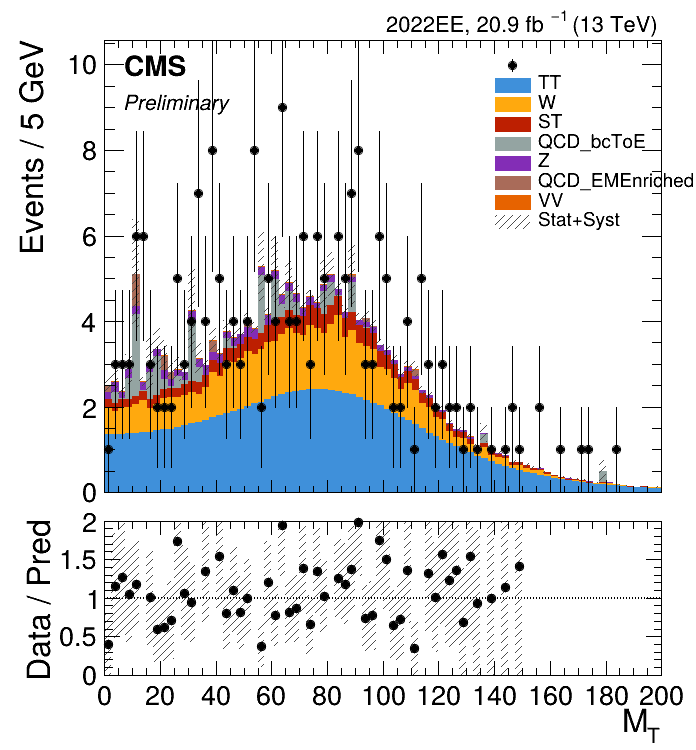 2022EE, 20.9 fb⁻¹ (13 TeV)
CMS
Preliminary
Events / 5 GeV
10
8
6
4
2
0
TT
W
ST
QCD_bcToE
Z
QCD_EMEnriched
VV
Stat+Syst
Data / Pred
2
1.5
1
0.5
0
0 20 40 60 80 100 120 140 160 180 200
M_T